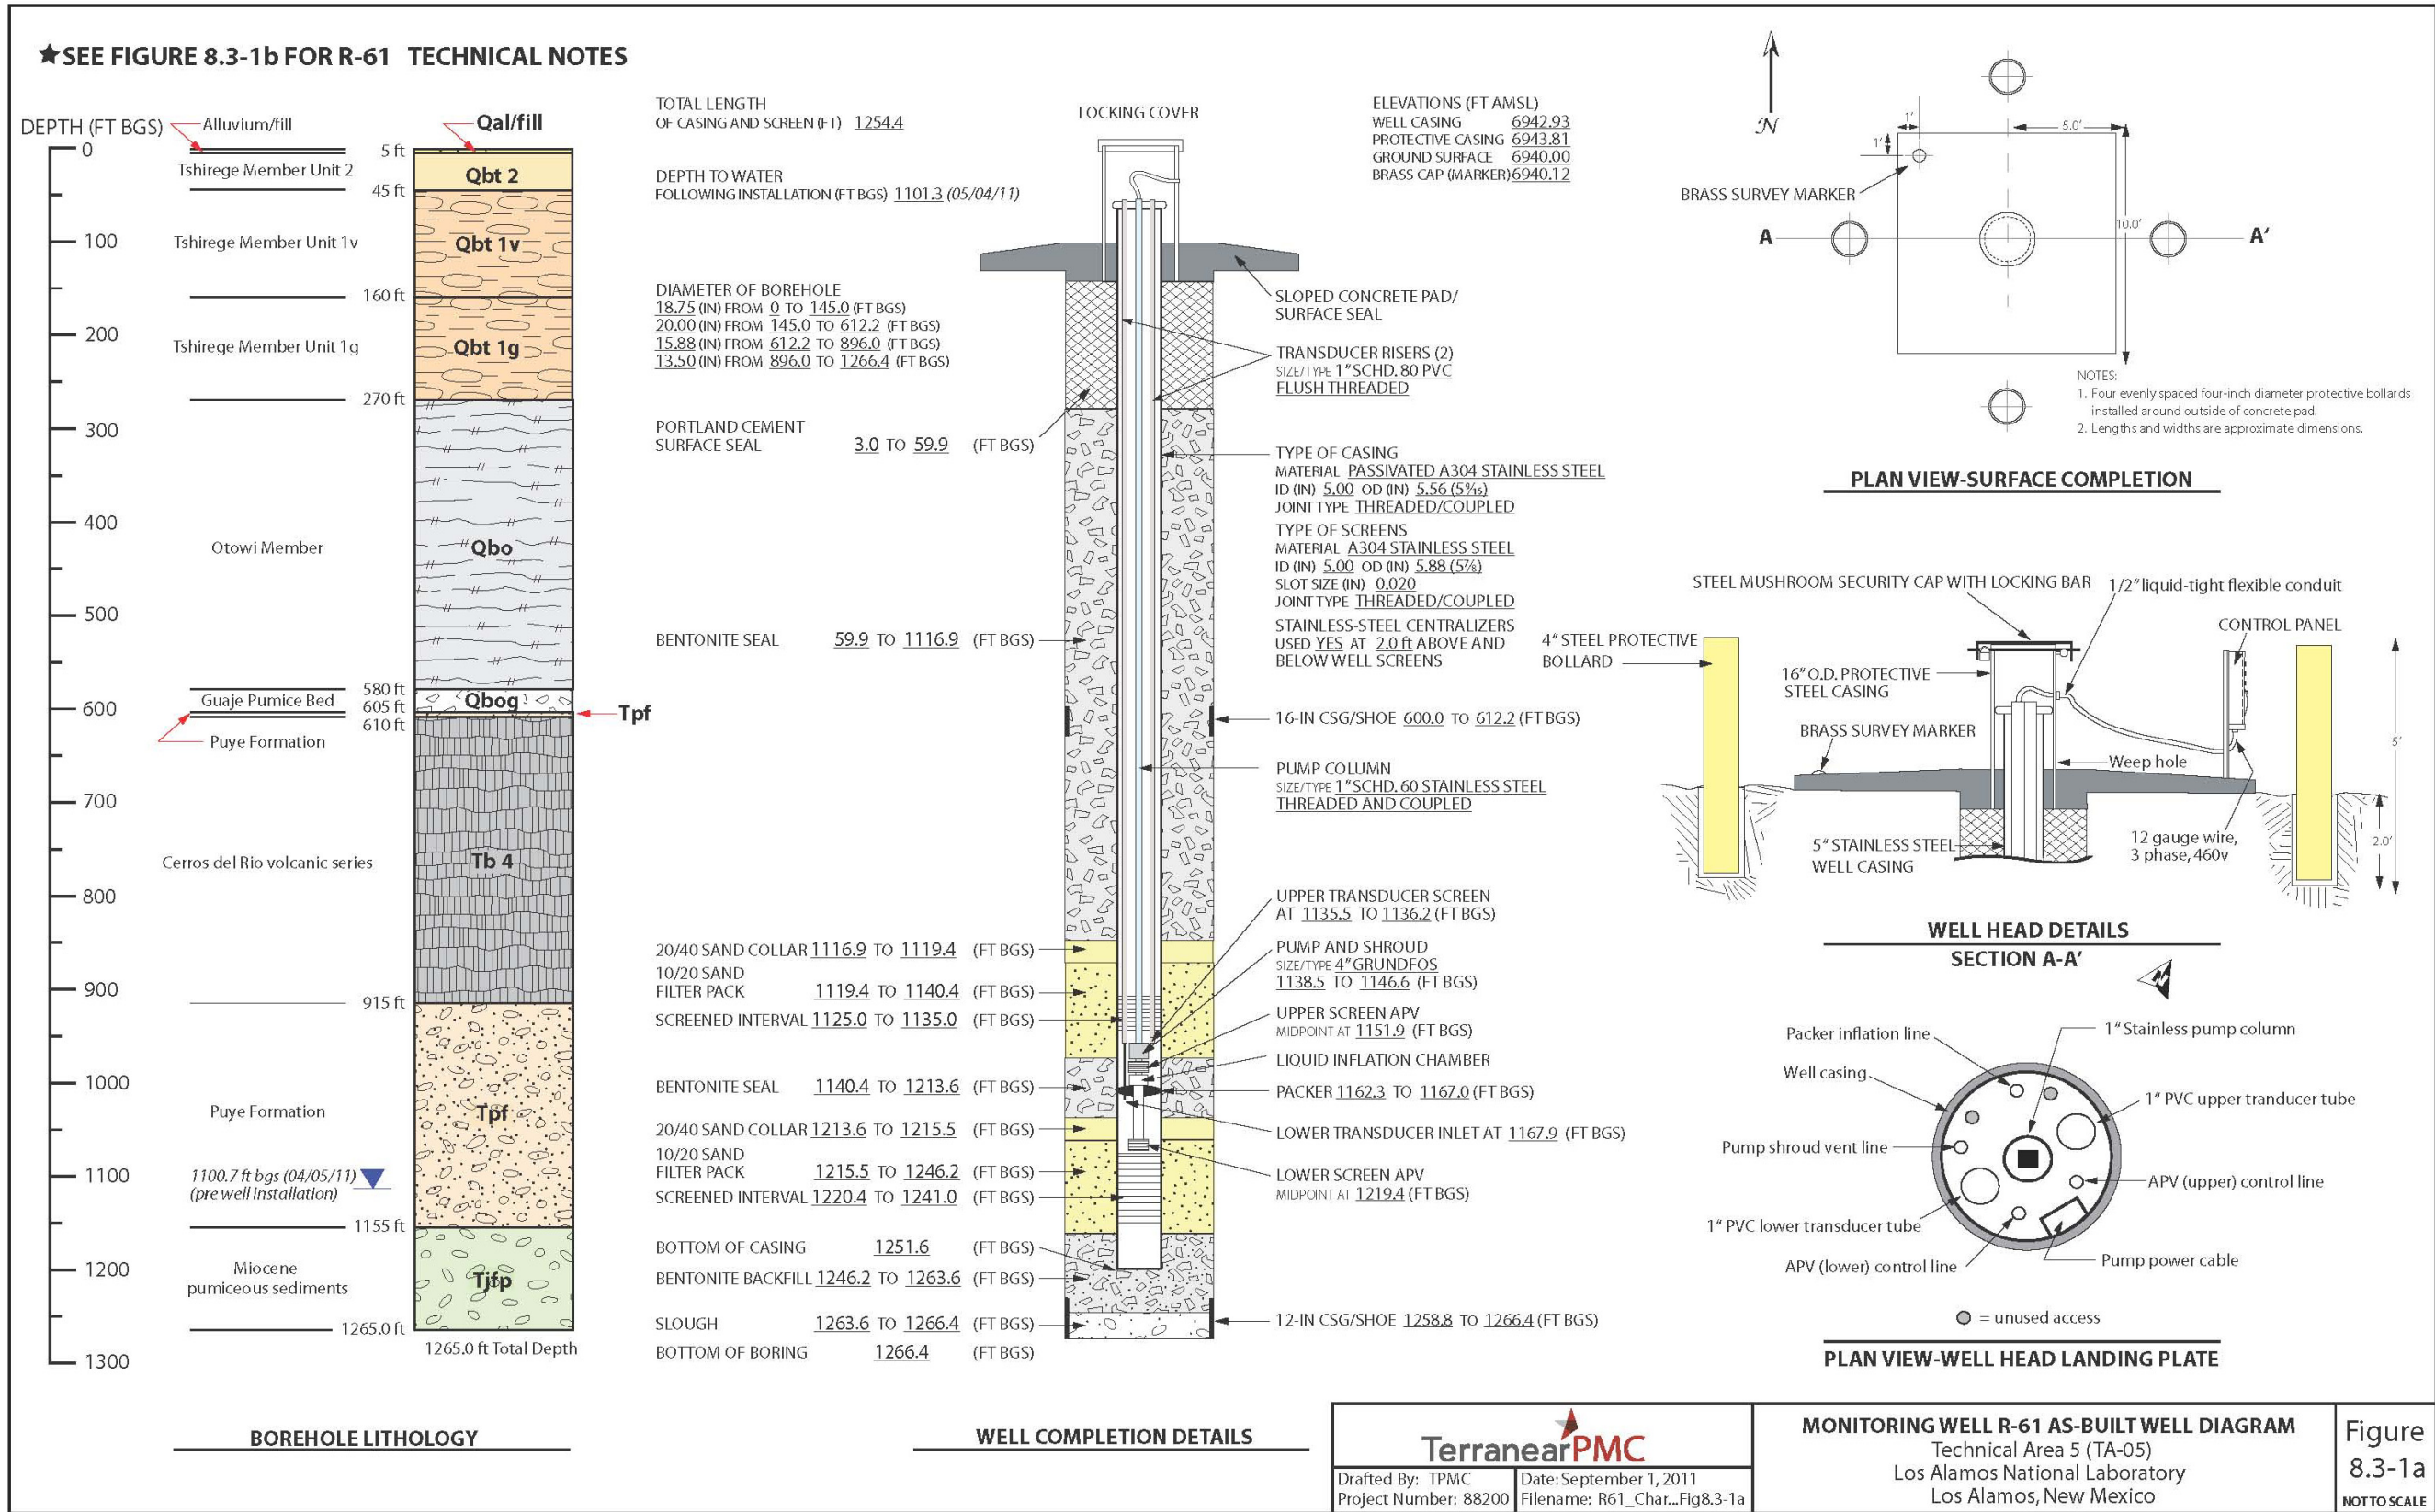 ★SEE FIGURE 8.3-1b FOR R-61 TECHNICAL NOTES
DEPTH (FT BGS)
0
100
200
300
400
500
600
700
800
900
1000
1100
1200
1300
Alluvium/fill
Tshirege Member Unit 2
Tshirege Member Unit 1v
Tshirege Member Unit 1g
Otowi Member
Guaje Pumice Bed
Puye Formation
Cerros del Rio volcanic series
Puye Formation
1100.7 ft bgs (04/05/11)
(pre well installation)
Miocene
pumiceous sediments
5 ft
45 ft
160 ft
270 ft
580 ft
605 ft
610 ft
915 ft
1155 ft
1265.0 ft
Qal/fill
Qbt 2
Qbt 1v
Qbt 1g
Qbo
Qbog
Tpf
Tb 4
Tpf
Tjfp
1265.0 ft Total Depth
BOREHOLE LITHOLOGY
TOTAL LENGTH
OF CASING AND SCREEN (FT) 1254.4
DEPTH TO WATER
FOLLOWING INSTALLATION (FT BGS) 1101.3 (05/04/11)
DIAMETER OF BOREHOLE
18.75 (IN) FROM 0 TO 145.0 (FT BGS)
20.00 (IN) FROM 145.0 TO 612.2 (FT BGS)
15.88 (IN) FROM 612.2 TO 896.0 (FT BGS)
13.50 (IN) FROM 896.0 TO 1266.4 (FT BGS)
PORTLAND CEMENT
SURFACE SEAL 3.0 TO 59.9 (FT BGS)
BENTONITE SEAL 59.9 TO 1116.9 (FT BGS)
20/40 SAND COLLAR 1116.9 TO 1119.4 (FT BGS)
10/20 SAND
FILTER PACK 1119.4 TO 1140.4 (FT BGS)
SCREENED INTERVAL 1125.0 TO 1135.0 (FT BGS)
BENTONITE SEAL 1140.4 TO 1213.6 (FT BGS)
20/40 SAND COLLAR 1213.6 TO 1215.5 (FT BGS)
10/20 SAND
FILTER PACK 1215.5 TO 1246.2 (FT BGS)
SCREENED INTERVAL 1220.4 TO 1241.0 (FT BGS)
BOTTOM OF CASING 1251.6 (FT BGS)
BENTONITE BACKFILL 1246.2 TO 1263.6 (FT BGS)
SLOUGH 1263.6 TO 1266.4 (FT BGS)
BOTTOM OF BORING 1266.4 (FT BGS)
LOCKING COVER
ELEVATIONS (FT AMSL)
WELL CASING 6942.93
PROTECTIVE CASING 6943.81
GROUND SURFACE 6940.00
BRASS CAP (MARKER) 6940.12
SLOPED CONCRETE PAD/
SURFACE SEAL
TRANSDUCER RISERS (2)
SIZE/TYPE 1" SCHD. 80 PVC
FLUSH THREADED
TYPE OF CASING
MATERIAL PASSIVATED A304 STAINLESS STEEL
ID (IN) 5.00 OD (IN) 5.56 (5 9/16)
JOINT TYPE THREADED/COUPLED
TYPE OF SCREENS
MATERIAL A304 STAINLESS STEEL
ID (IN) 5.00 OD (IN) 5.88 (5⅞)
SLOT SIZE (IN) 0.020
JOINT TYPE THREADED/COUPLED
STAINLESS-STEEL CENTRALIZERS
USED YES AT 2.0 ft ABOVE AND
BELOW WELL SCREENS
16-IN CSG/SHOE 600.0 TO 612.2 (FT BGS)
PUMP COLUMN
SIZE/TYPE 1" SCHD. 60 STAINLESS STEEL
THREADED AND COUPLED
UPPER TRANSDUCER SCREEN
AT 1135.5 TO 1136.2 (FT BGS)
PUMP AND SHROUD
SIZE/TYPE 4" GRUNDFOS
1138.5 TO 1146.6 (FT BGS)
UPPER SCREEN APV
MIDPOINT AT 1151.9 (FT BGS)
LIQUID INFLATION CHAMBER
PACKER 1162.3 TO 1167.0 (FT BGS)
LOWER TRANSDUCER INLET AT 1167.9 (FT BGS)
LOWER SCREEN APV
MIDPOINT AT 1219.4 (FT BGS)
12-IN CSG/SHOE 1258.8 TO 1266.4 (FT BGS)
WELL COMPLETION DETAILS
N
1'
5.0'
1'
BRASS SURVEY MARKER
A
10.0'
A'
NOTES:
1. Four evenly spaced four-inch diameter protective bollards
installed around outside of concrete pad.
2. Lengths and widths are approximate dimensions.
PLAN VIEW-SURFACE COMPLETION
STEEL MUSHROOM SECURITY CAP WITH LOCKING BAR
1/2" liquid-tight flexible conduit
CONTROL PANEL
4" STEEL PROTECTIVE
BOLLARD
16" O.D. PROTECTIVE
STEEL CASING
BRASS SURVEY MARKER
Weep hole
5'
5" STAINLESS STEEL
WELL CASING
12 gauge wire,
3 phase, 460v
2.0'
WELL HEAD DETAILS
SECTION A-A'
N
Packer inflation line
1" Stainless pump column
Well casing
1" PVC upper tranducer tube
Pump shroud vent line
APV (upper) control line
1" PVC lower transducer tube
APV (lower) control line
Pump power cable
= unused access
PLAN VIEW-WELL HEAD LANDING PLATE
TerranearPMC
Drafted By: TPMC
Date: September 1, 2011
Project Number: 88200
Filename: R61_Char...Fig8.3-1a
MONITORING WELL R-61 AS-BUILT WELL DIAGRAM
Technical Area 5 (TA-05)
Los Alamos National Laboratory
Los Alamos, New Mexico
Figure
8.3-1a
NOT TO SCALE